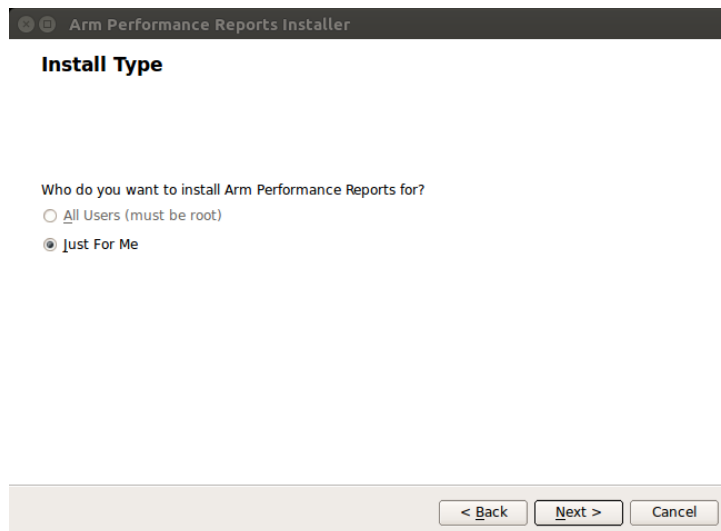 Arm Performance Reports Installer
Install Type
Who do you want to install Arm Performance Reports for?
All Users (must be root)
Just For Me
< Back Next > Cancel